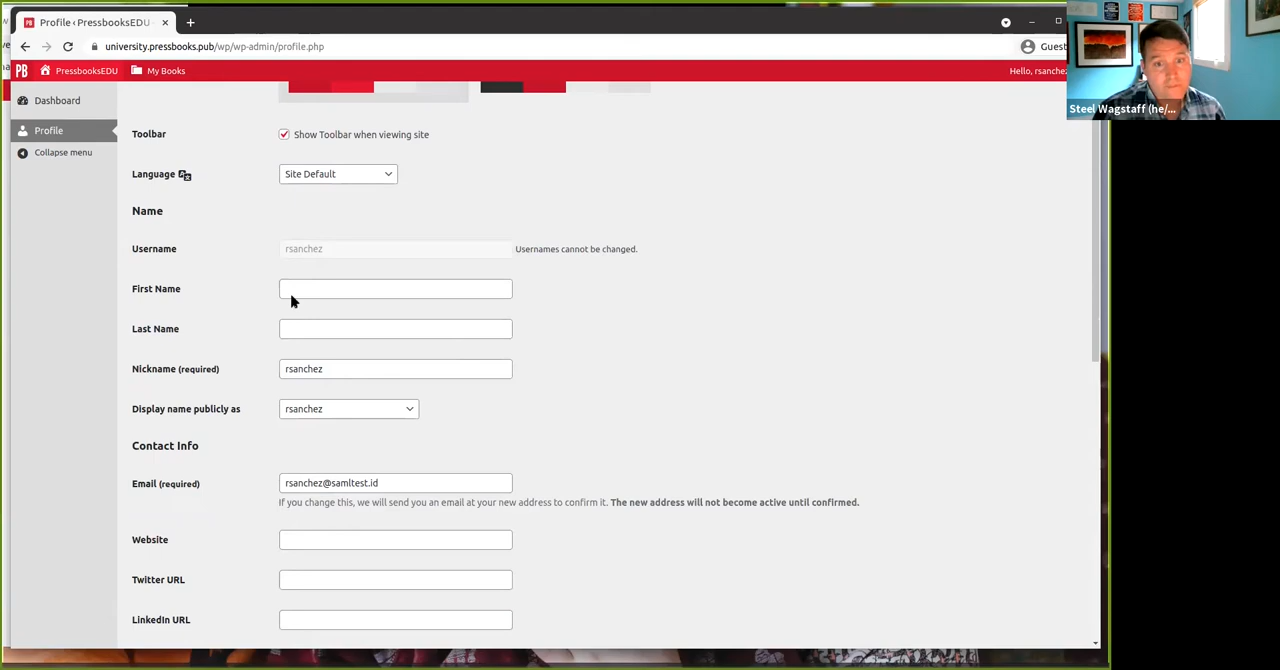 Profile ‹ PressbooksEDU
university.pressbooks.pub/wp/wp-admin/profile.php
Guest
PB PressbooksEDU My Books
Hello, rsanchez
Steel Wagstaff (he/...
Dashboard
Profile
Collapse menu
Toolbar
Show Toolbar when viewing site
Language
Site Default
Name
Username
rsanchez
Usernames cannot be changed.
First Name
Last Name
Nickname (required)
rsanchez
Display name publicly as
rsanchez
Contact Info
Email (required)
rsanchez@samltest.id
If you change this, we will send you an email at your new address to confirm it. The new address will not become active until confirmed.
Website
Twitter URL
LinkedIn URL